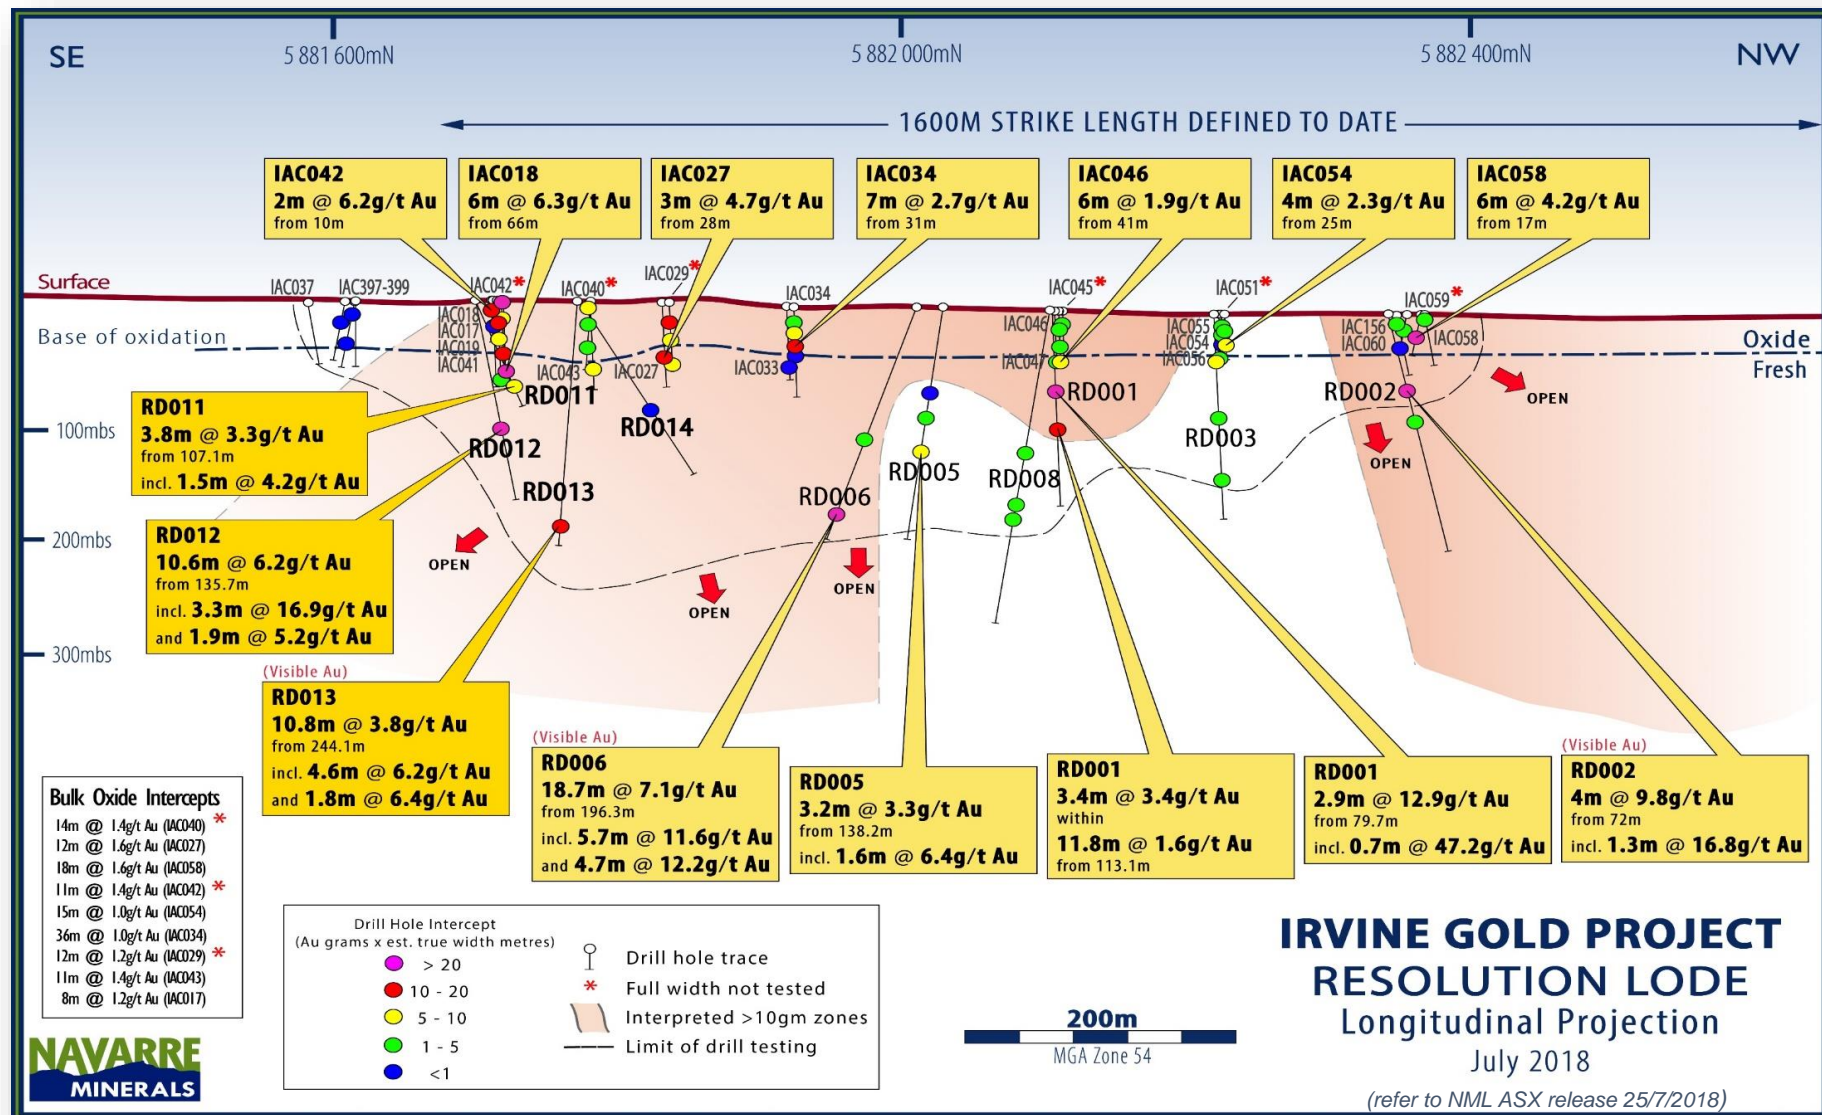 SE
5 881 600mN
5 882 000mN
5 882 400mN
NW
1600M STRIKE LENGTH DEFINED TO DATE
IAC042
2m @ 6.2g/t Au
from 10m
IAC018
6m @ 6.3g/t Au
from 66m
IAC027
3m @ 4.7g/t Au
from 28m
IAC034
7m @ 2.7g/t Au
from 31m
IAC046
6m @ 1.9g/t Au
from 41m
IAC054
4m @ 2.3g/t Au
from 25m
IAC058
6m @ 4.2g/t Au
from 17m
Surface
IAC037
IAC397-399
IAC042*
IAC040*
IAC029*
IAC034
IAC045*
IAC051*
IAC059*
IAC018
IAC017
IAC019
IAC041
IAC043
IAC027
IAC033
IAC046
IAC047
IAC055
IAC054
IAC056
IAC156
IAC060
IAC058
Base of oxidation
Oxide
Fresh
RD011
RD012
RD013
RD014
RD006
RD005
RD008
RD001
RD003
RD002
100mbs
200mbs
300mbs
OPEN
OPEN
OPEN
OPEN
OPEN
RD011
3.8m @ 3.3g/t Au
from 107.1m
incl. 1.5m @ 4.2g/t Au
RD012
10.6m @ 6.2g/t Au
from 135.7m
incl. 3.3m @ 16.9g/t Au
and 1.9m @ 5.2g/t Au
(Visible Au)
RD013
10.8m @ 3.8g/t Au
from 244.1m
incl. 4.6m @ 6.2g/t Au
and 1.8m @ 6.4g/t Au
(Visible Au)
RD006
18.7m @ 7.1g/t Au
from 196.3m
incl. 5.7m @ 11.6g/t Au
and 4.7m @ 12.2g/t Au
RD005
3.2m @ 3.3g/t Au
from 138.2m
incl. 1.6m @ 6.4g/t Au
RD001
3.4m @ 3.4g/t Au
within
11.8m @ 1.6g/t Au
from 113.1m
RD001
2.9m @ 12.9g/t Au
from 79.7m
incl. 0.7m @ 47.2g/t Au
(Visible Au)
RD002
4m @ 9.8g/t Au
from 72m
incl. 1.3m @ 16.8g/t Au
Bulk Oxide Intercepts
14m @ 1.4g/t Au (IAC040) *
12m @ 1.6g/t Au (IAC027)
18m @ 1.6g/t Au (IAC058)
11m @ 1.4g/t Au (IAC042) *
15m @ 1.0g/t Au (IAC054)
36m @ 1.0g/t Au (IAC034)
12m @ 1.2g/t Au (IAC029) *
11m @ 1.4g/t Au (IAC043)
8m @ 1.2g/t Au (IAC017)
NAVARRE
MINERALS
Drill Hole Intercept
(Au grams x est. true width metres)
> 20
10 - 20
5 - 10
1 - 5
<1
Drill hole trace
* Full width not tested
Interpreted >10gm zones
Limit of drill testing
200m
MGA Zone 54
IRVINE GOLD PROJECT
RESOLUTION LODE
Longitudinal Projection
July 2018
(refer to NML ASX release 25/7/2018)